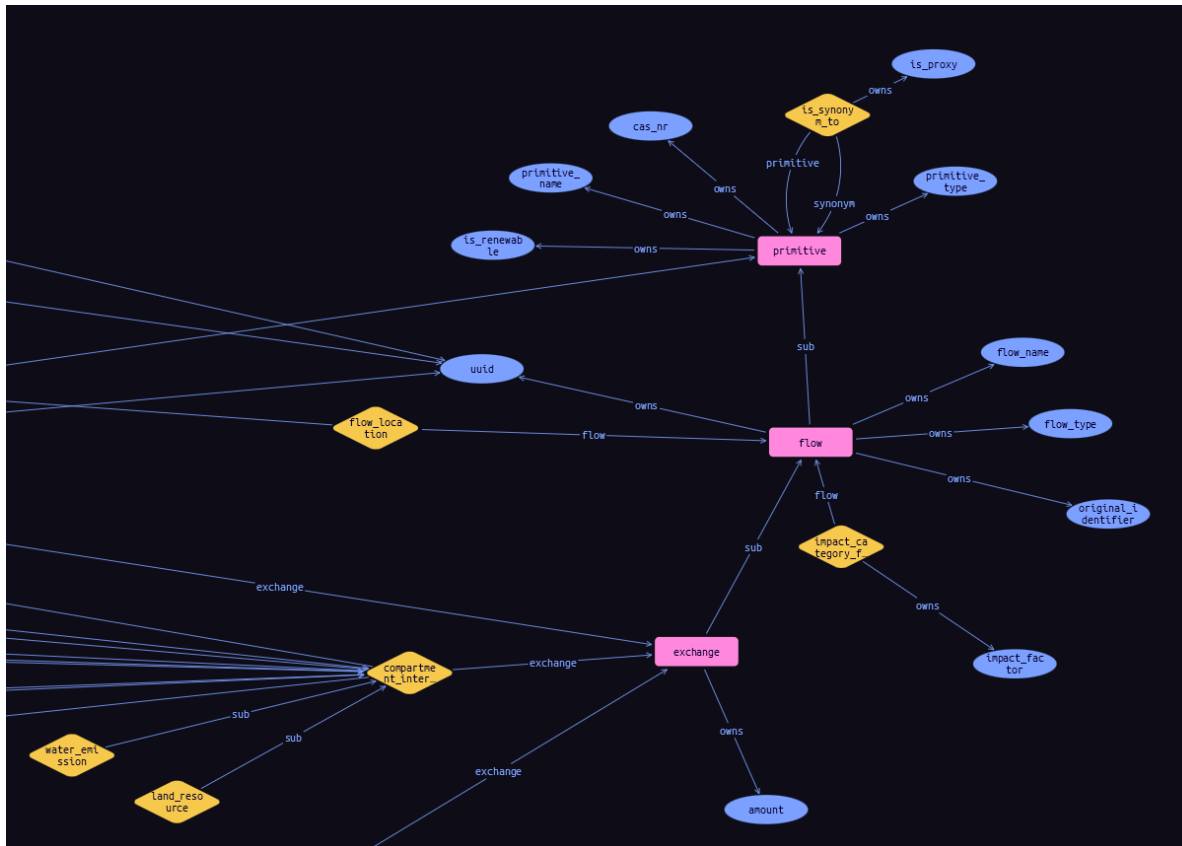 is_proxy
owns
is_synony
m_to
cas_nr
primitive
primitive_
name
owns
primitive_
type
synonym
owns
owns
is_renewab
le
owns
primitive
sub
flow_name
uuid
owns
owns
flow_loca
tion
flow
flow
owns
flow_type
owns
original_i
dentifier
flow
impact_ca
tegory_f…
sub
exchange
owns
exchange
impact_fac
tor
compartme
nt_inter…
exchange
sub
owns
sub
water_emi
ssion
exchange
land_reso
urce
amount